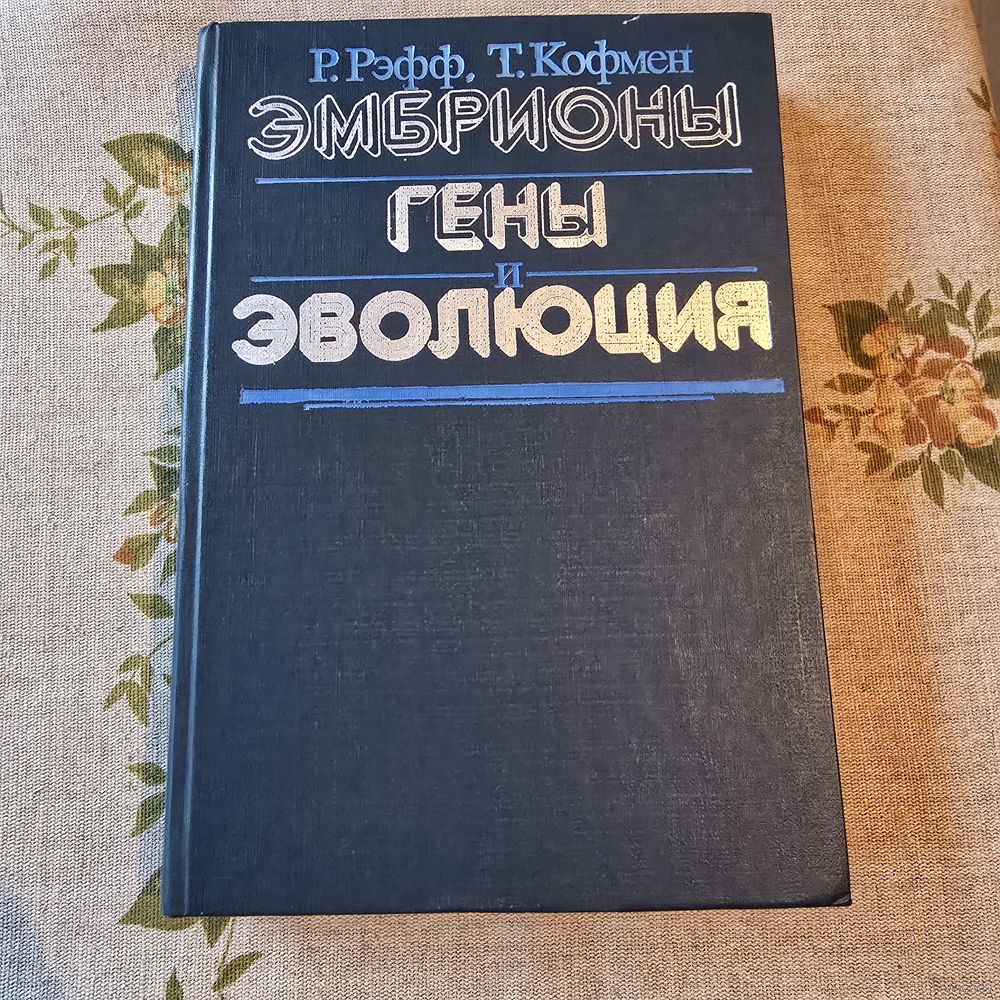 Р. Рэфф, Т. Кофмен
ЭМБРИОНЫ
ГЕНЫ
И
ЭВОЛЮЦИЯ